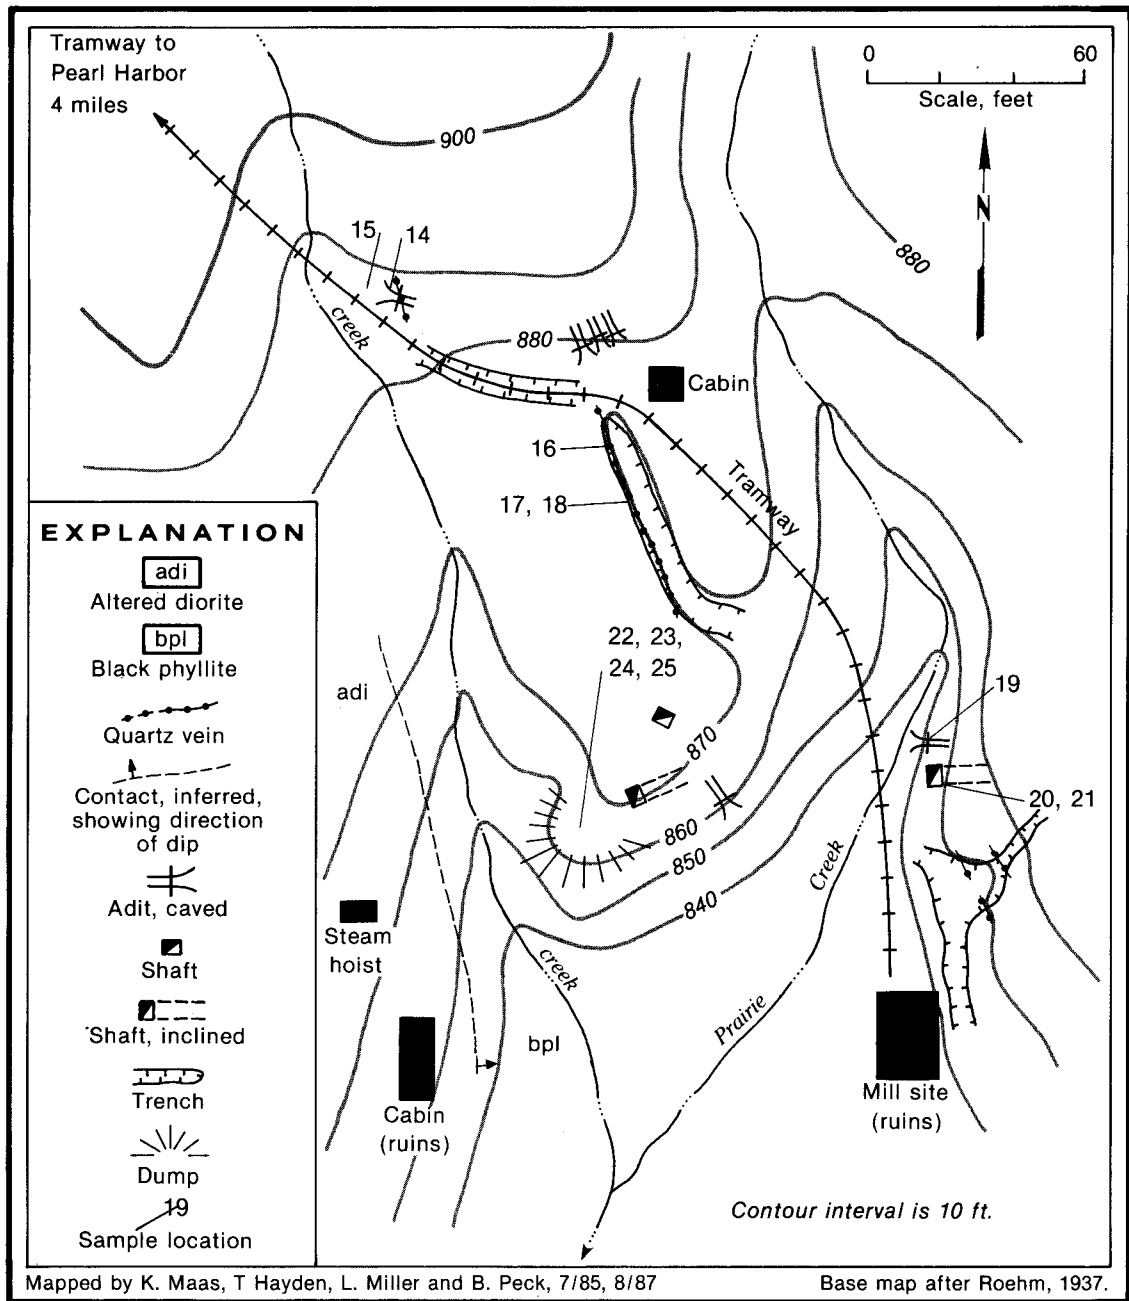 Tramway to
Pearl Harbor
4 miles
0 60
Scale, feet
N
900
880
15 14
creek
880
Cabin
16
17, 18
Tramway
22, 23,
24, 25
adi
19
870
20, 21
860
850
840
Creek
Steam
hoist
creek
Prairie
bpl
Cabin
(ruins)
Mill site
(ruins)
Contour interval is 10 ft.
EXPLANATION
adi
Altered diorite
bpl
Black phyllite
Quartz vein
Contact, inferred,
showing direction
of dip
Adit, caved
Shaft
Shaft, inclined
Trench
Dump
19
Sample location
Mapped by K. Maas, T Hayden, L. Miller and B. Peck, 7/85, 8/87
Base map after Roehm, 1937.